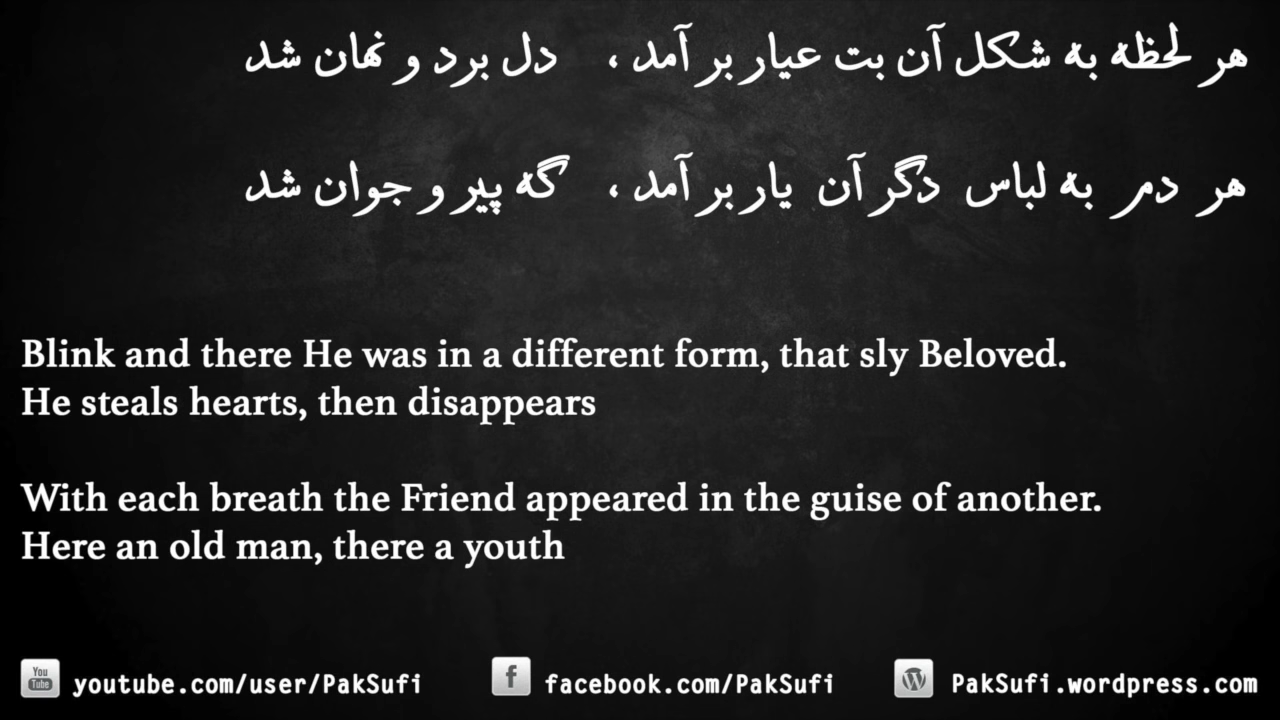 هر لحظه به شکل آن بت عیار بر آمد ، دل برد و نهان شد
هر دم به لباس دگر آن یار بر آمد ، گه پیر و جوان شد
Blink and there He was in a different form, that sly Beloved.
He steals hearts, then disappears
With each breath the Friend appeared in the guise of another.
Here an old man, there a youth
You Tube youtube.com/user/PakSufi f facebook.com/PakSufi W PakSufi.wordpress.com